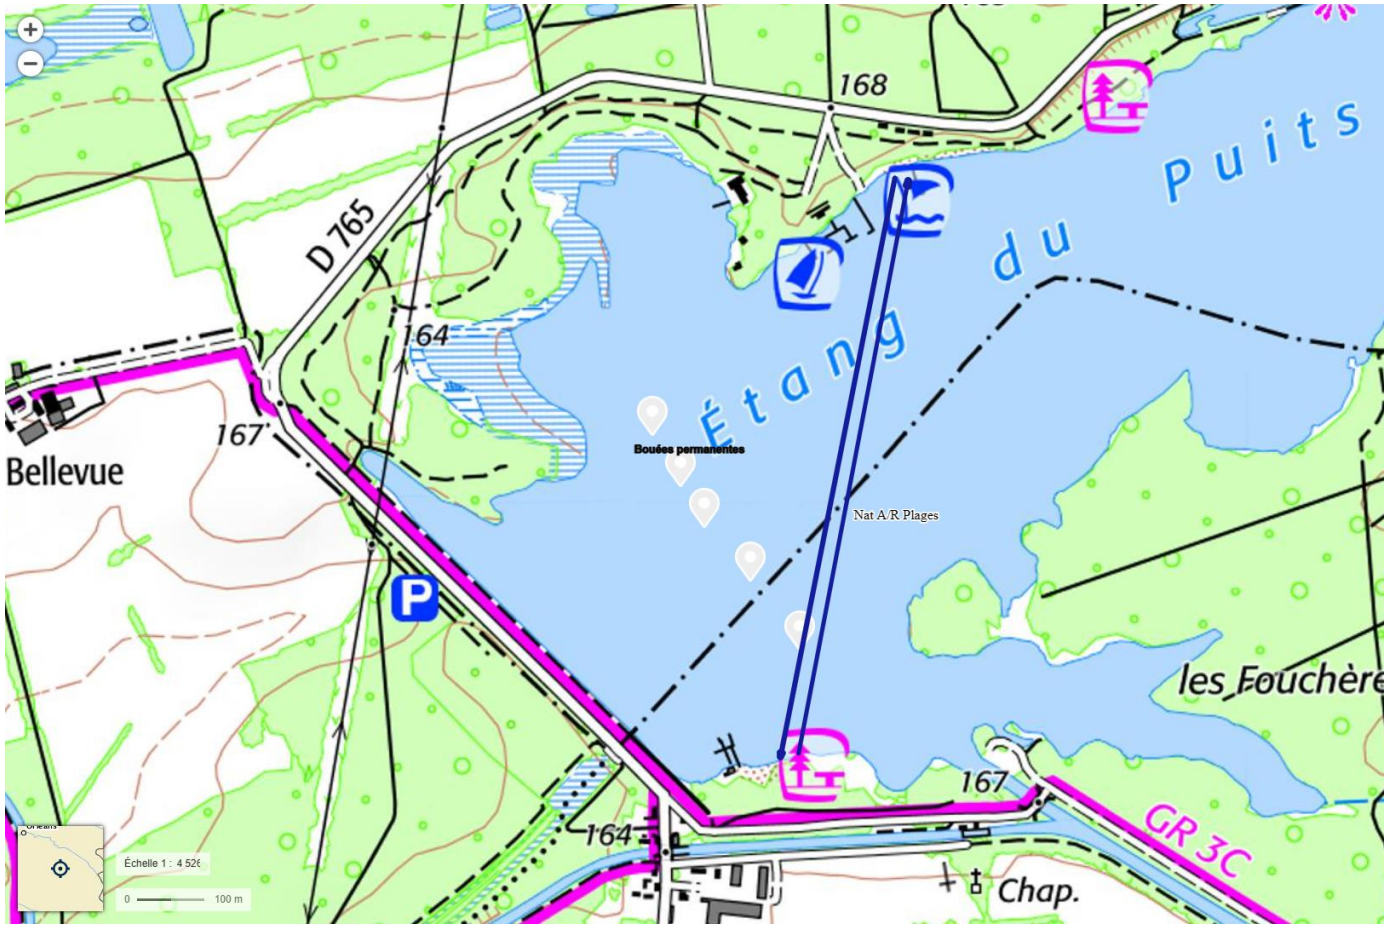 +
−
168
Étang du Puits
D 765
164
167
Bellevue
Bouées permanentes
Nat A/R Plages
P
les Fouchère
167
GR 3C
164
Chap.
Orléans
Échelle 1 : 4 526
0
100 m